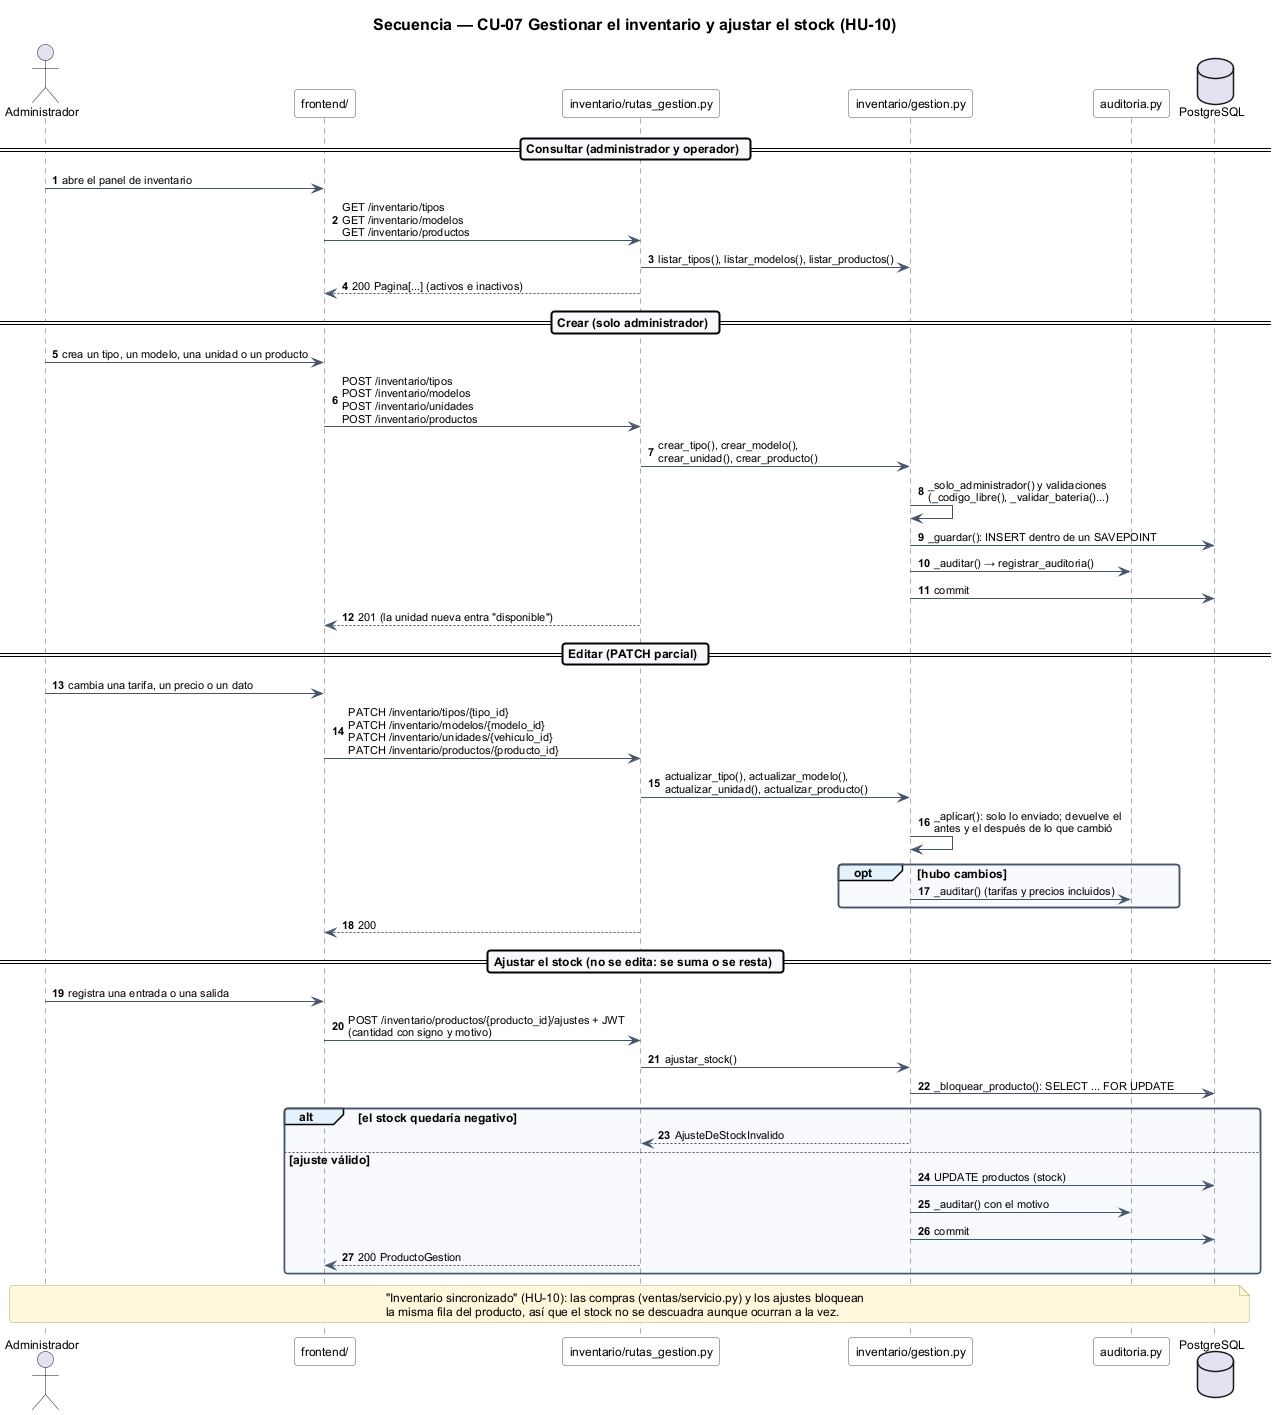 Secuencia — CU-07 Gestionar el inventario y ajustar el stock (HU-10)
Administrador
frontend/
inventario/rutas_gestion.py
inventario/gestion.py
auditoria.py
PostgreSQL
Consultar (administrador y operador)
1 abre el panel de inventario
GET /inventario/tipos
2 GET /inventario/modelos
GET /inventario/productos
3 listar_tipos(), listar_modelos(), listar_productos()
4 200 Pagina[...] (activos e inactivos)
Crear (solo administrador)
5 crea un tipo, un modelo, una unidad o un producto
POST /inventario/tipos
POST /inventario/modelos
6
POST /inventario/unidades
POST /inventario/productos
7 crear_tipo(), crear_modelo(),
crear_unidad(), crear_producto()
8 _solo_administrador() y validaciones
(_codigo_libre(), _validar_bateria()...)
9 _guardar(): INSERT dentro de un SAVEPOINT
10 _auditar() → registrar_auditoria()
11 commit
12 201 (la unidad nueva entra "disponible")
Editar (PATCH parcial)
13 cambia una tarifa, un precio o un dato
PATCH /inventario/tipos/{tipo_id}
PATCH /inventario/modelos/{modelo_id}
14
PATCH /inventario/unidades/{vehiculo_id}
PATCH /inventario/productos/{producto_id}
15 actualizar_tipo(), actualizar_modelo(),
actualizar_unidad(), actualizar_producto()
16 _aplicar(): solo lo enviado; devuelve el
antes y el después de lo que cambió
opt [hubo cambios]
17 _auditar() (tarifas y precios incluidos)
18 200
Ajustar el stock (no se edita: se suma o se resta)
19 registra una entrada o una salida
20 POST /inventario/productos/{producto_id}/ajustes + JWT
(cantidad con signo y motivo)
21 ajustar_stock()
22 _bloquear_producto(): SELECT ... FOR UPDATE
alt [el stock quedaría negativo]
23 AjusteDeStockInvalido
[ajuste válido]
24 UPDATE productos (stock)
25 _auditar() con el motivo
26 commit
27 200 ProductoGestion
"Inventario sincronizado" (HU-10): las compras (ventas/servicio.py) y los ajustes bloquean
la misma fila del producto, así que el stock no se descuadra aunque ocurran a la vez.
Administrador
frontend/
inventario/rutas_gestion.py
inventario/gestion.py
auditoria.py
PostgreSQL